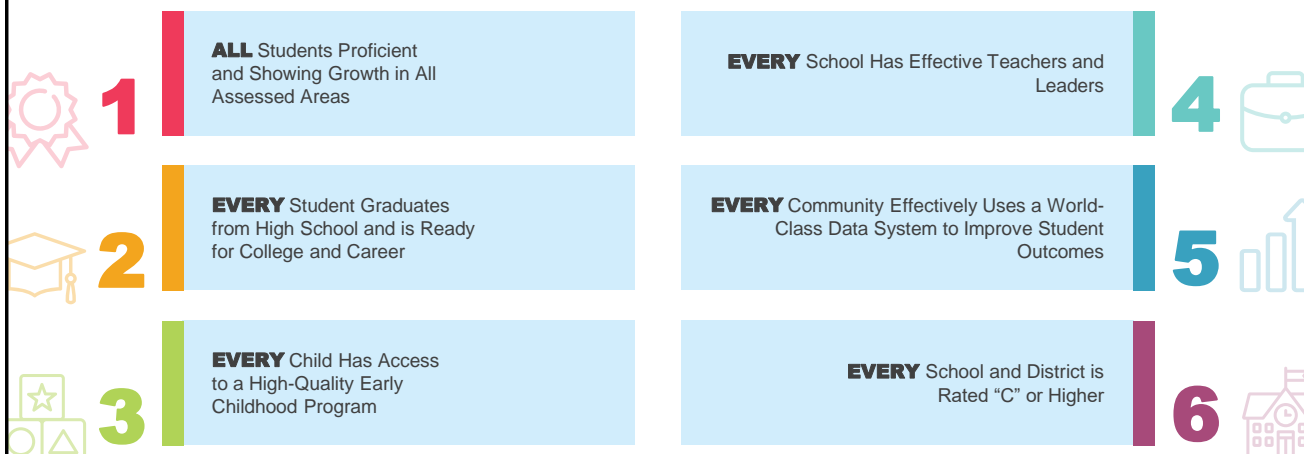 1
ALL Students Proficient
and Showing Growth in All
Assessed Areas
2
EVERY Student Graduates
from High School and is Ready
for College and Career
3
EVERY Child Has Access
to a High-Quality Early
Childhood Program
EVERY School Has Effective Teachers and
Leaders
4
EVERY Community Effectively Uses a World-
Class Data System to Improve Student
Outcomes
5
EVERY School and District is
Rated “C” or Higher
6